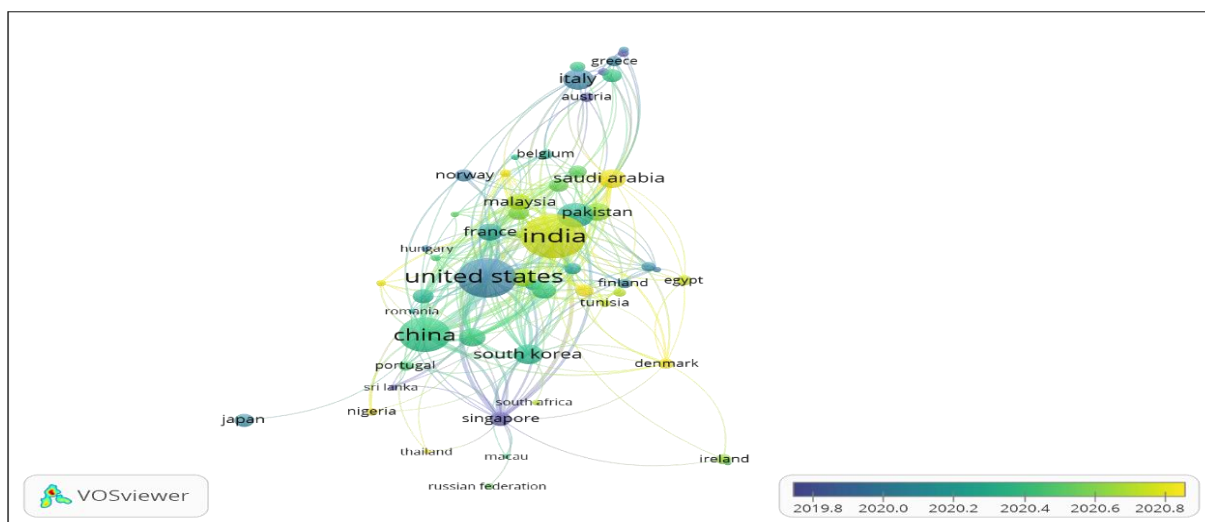 greece
italy
austria
belgium
norway
saudi arabia
malaysia
pakistan
france
india
hungary
united states
finland
egypt
tunisia
romania
china
south korea
portugal
denmark
sri lanka
south africa
nigeria
singapore
japan
thailand
macau
ireland
russian federation
VOSviewer
2019.8 2020.0 2020.2 2020.4 2020.6 2020.8